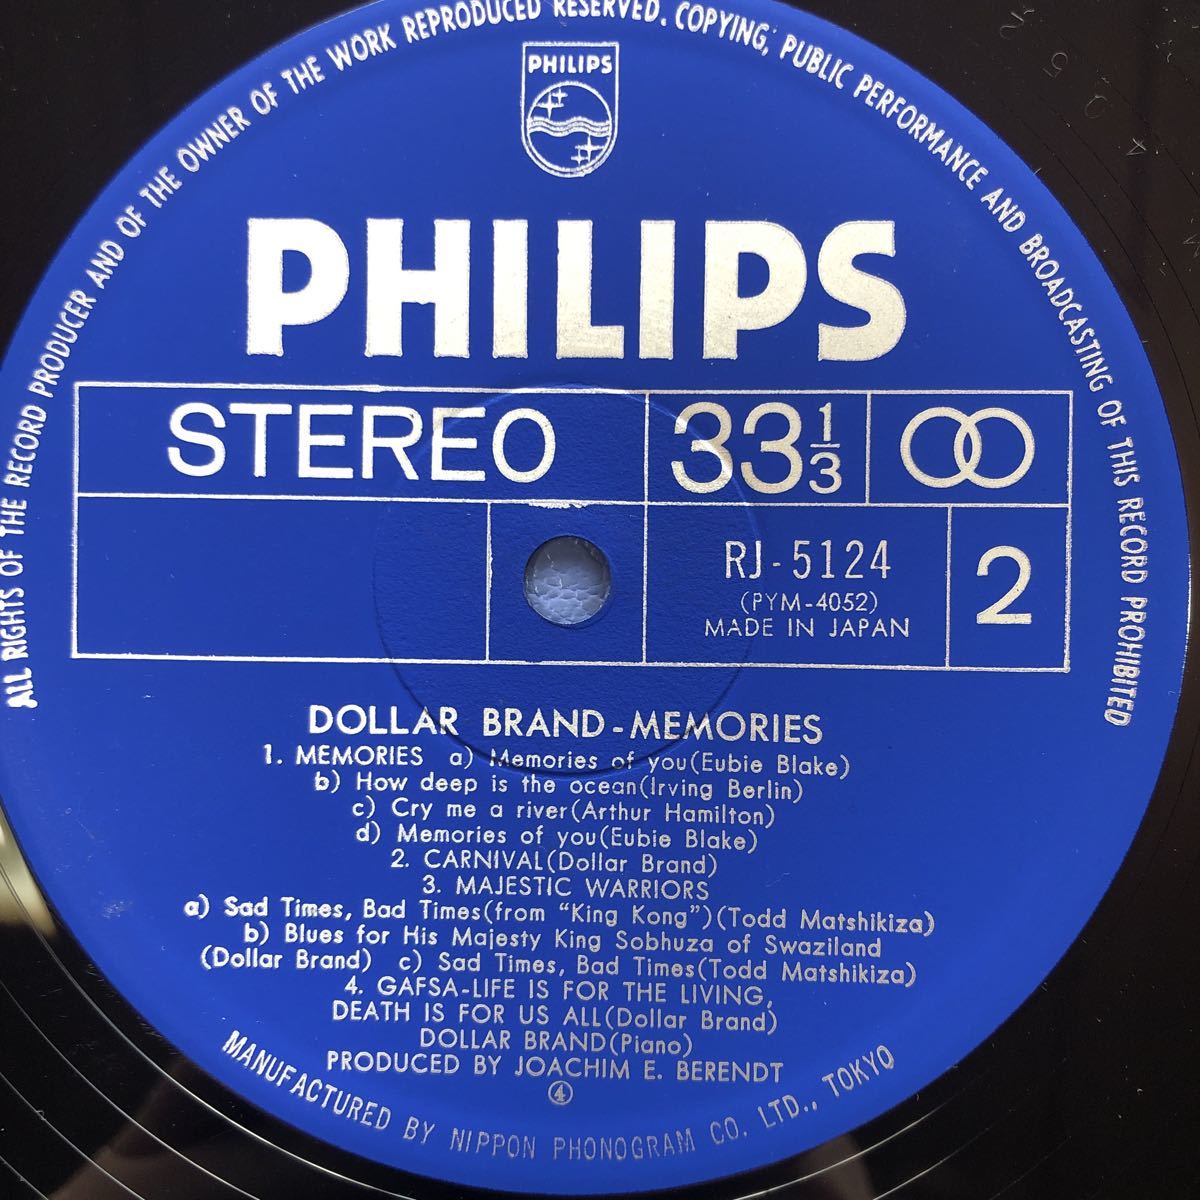 ALL RIGHTS OF THE RECORD PRODUCER AND OF THE OWNER OF THE WORK REPRODUCED RESERVED. COPYING, PUBLIC PERFORMANCE AND BROADCASTING OF THIS RECORD PROHIBITED
PHILIPS
PHILIPS
STEREO
33 1/3
RJ-5124
(PYM-4052)
MADE IN JAPAN
2
DOLLAR BRAND-MEMORIES
1. MEMORIES a) Memories of you(Eubie Blake)
b) How deep is the ocean(Irving Berlin)
c) Cry me a river(Arthur Hamilton)
d) Memories of you(Eubie Blake)
2. CARNIVAL(Dollar Brand)
3. MAJESTIC WARRIORS
a) Sad Times, Bad Times(from "King Kong")(Todd Matshikiza)
b) Blues for His Majesty King Sobhuza of Swaziland
(Dollar Brand) c) Sad Times, Bad Times(Todd Matshikiza)
4. GAFSA-LIFE IS FOR THE LIVING,
DEATH IS FOR US ALL(Dollar Brand)
DOLLAR BRAND(Piano)
PRODUCED BY JOACHIM E. BERENDT
④
MANUFACTURED BY NIPPON PHONOGRAM CO. LTD., TOKYO